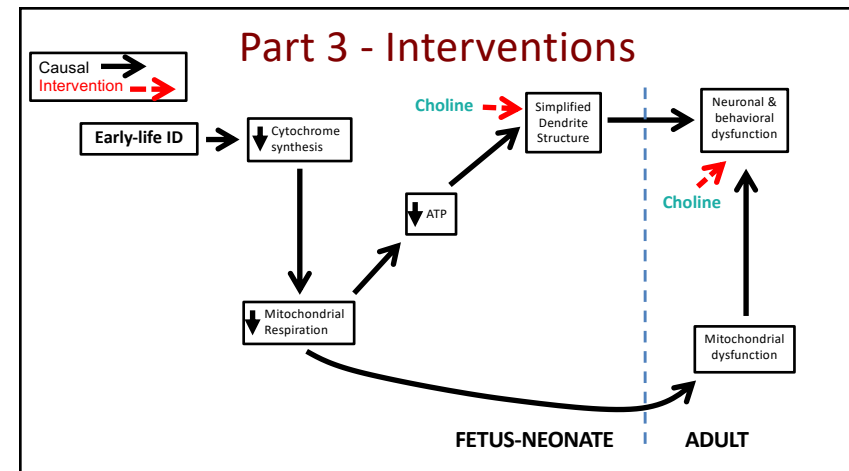 Part 3 - Interventions
Causal
Intervention
Early-life ID
Cytochrome
synthesis
Choline
Simplified
Dendrite
Structure
Neuronal &
behavioral
dysfunction
Choline
ATP
Mitochondrial
Respiration
Mitochondrial
dysfunction
FETUS-NEONATE
ADULT